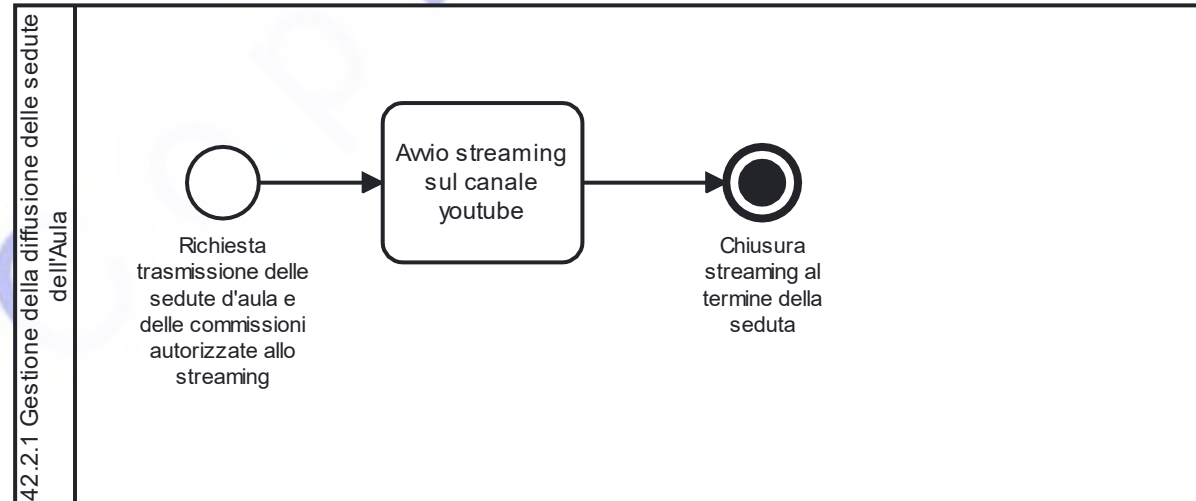 42.2.1 Gestione della diffusione delle sedute
dell'Aula
Richiesta
trasmissione delle
sedute d'aula e
delle commissioni
autorizzate allo
streaming
Avvio streaming
sul canale
youtube
Chiusura
streaming al
termine della
seduta